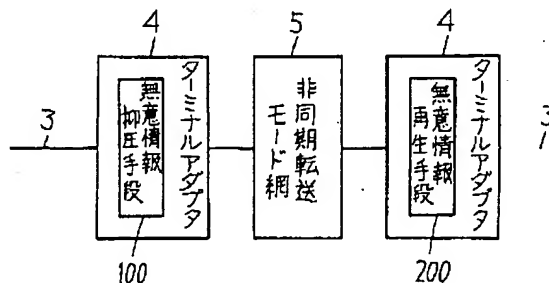 4
5
4
3
ターミナルアダプタ
無意情報
抑圧手段
非同期転送
モード網
ターミナルアダプタ
無意情報
再生手段
3
100
200